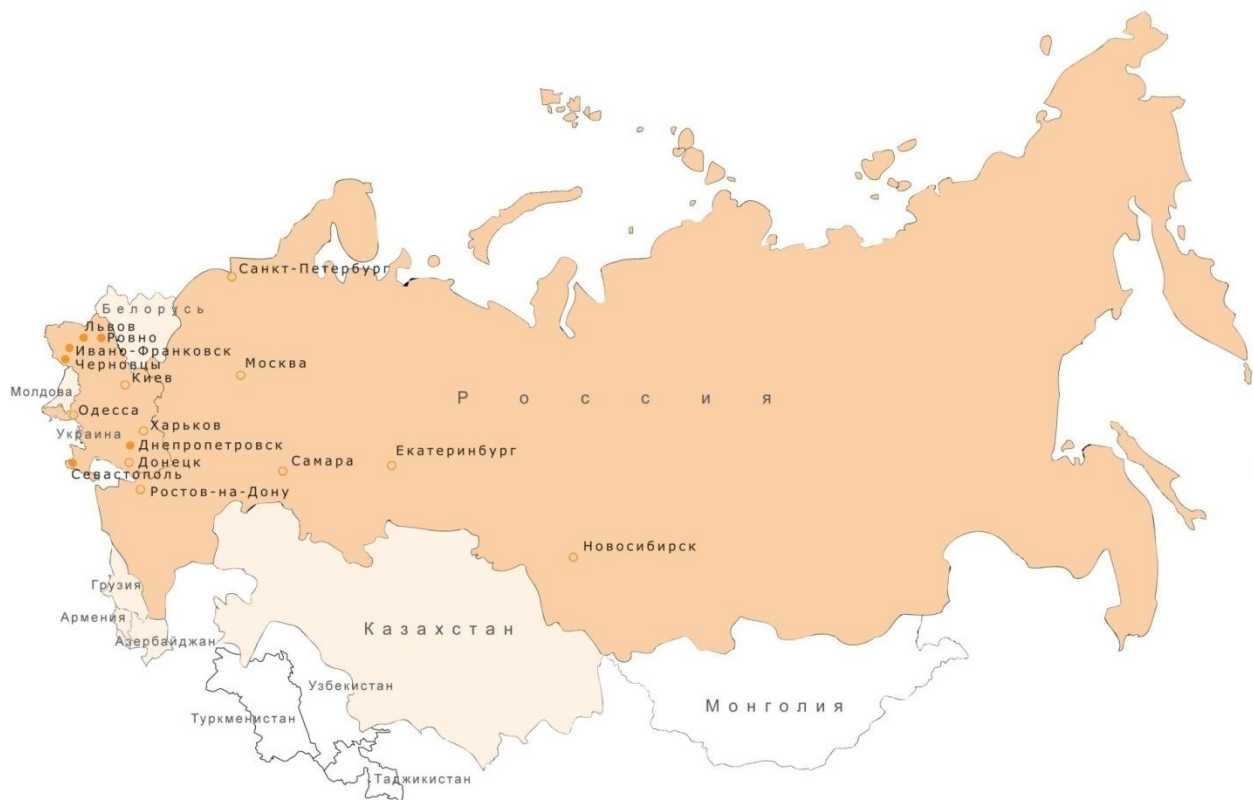 Санкт-Петербург
Белорусь
Львов
Ровно
Ивано-Франковск
Черновцы
Москва
Киев
Молдова
Россия
Одесса
Харьков
Украина
Днепропетровск
Екатеринбург
Донецк
Самара
Севастополь
Ростов-на-Дону
Новосибирск
Грузия
Армения
Казахстан
Азербайджан
Узбекистан
Монголия
Туркменистан
Таджикистан